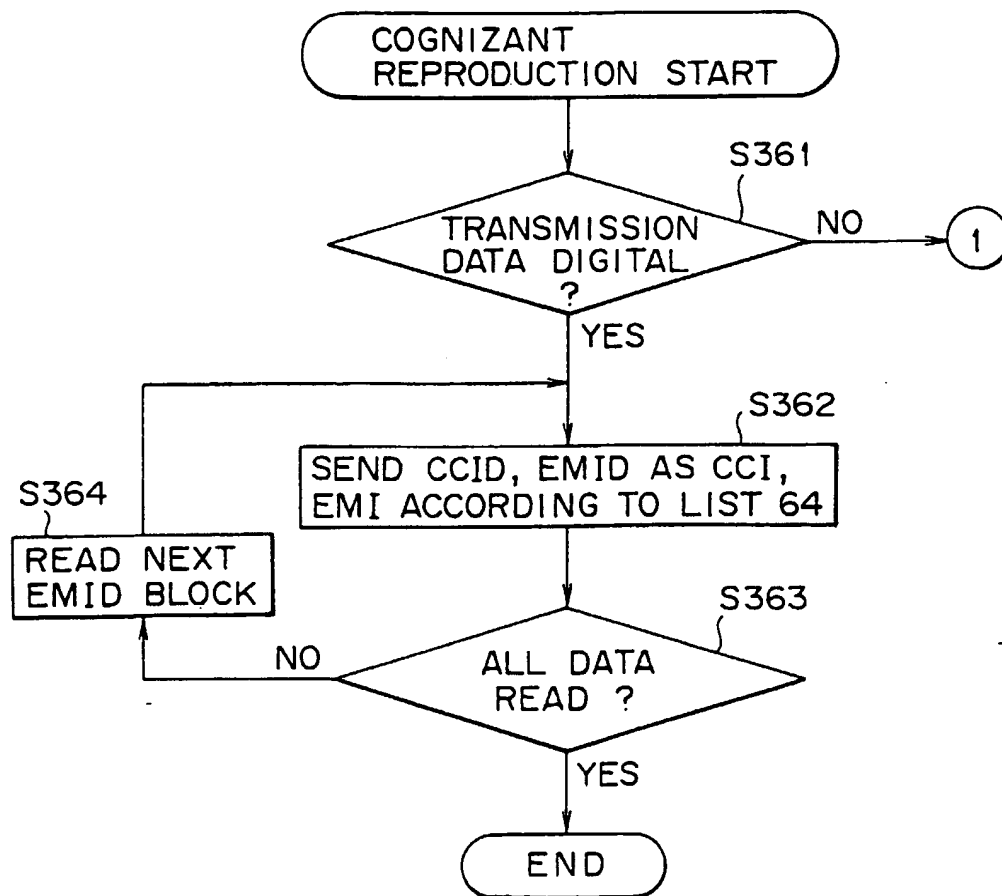 COGNIZANT
REPRODUCTION START
S361
TRANSMISSION
DATA DIGITAL
?
NO
1
YES
S362
SEND CCID, EMID AS CCI,
EMI ACCORDING TO LIST 64
S364
READ NEXT
EMID BLOCK
S363
ALL DATA
READ ?
NO
YES
END